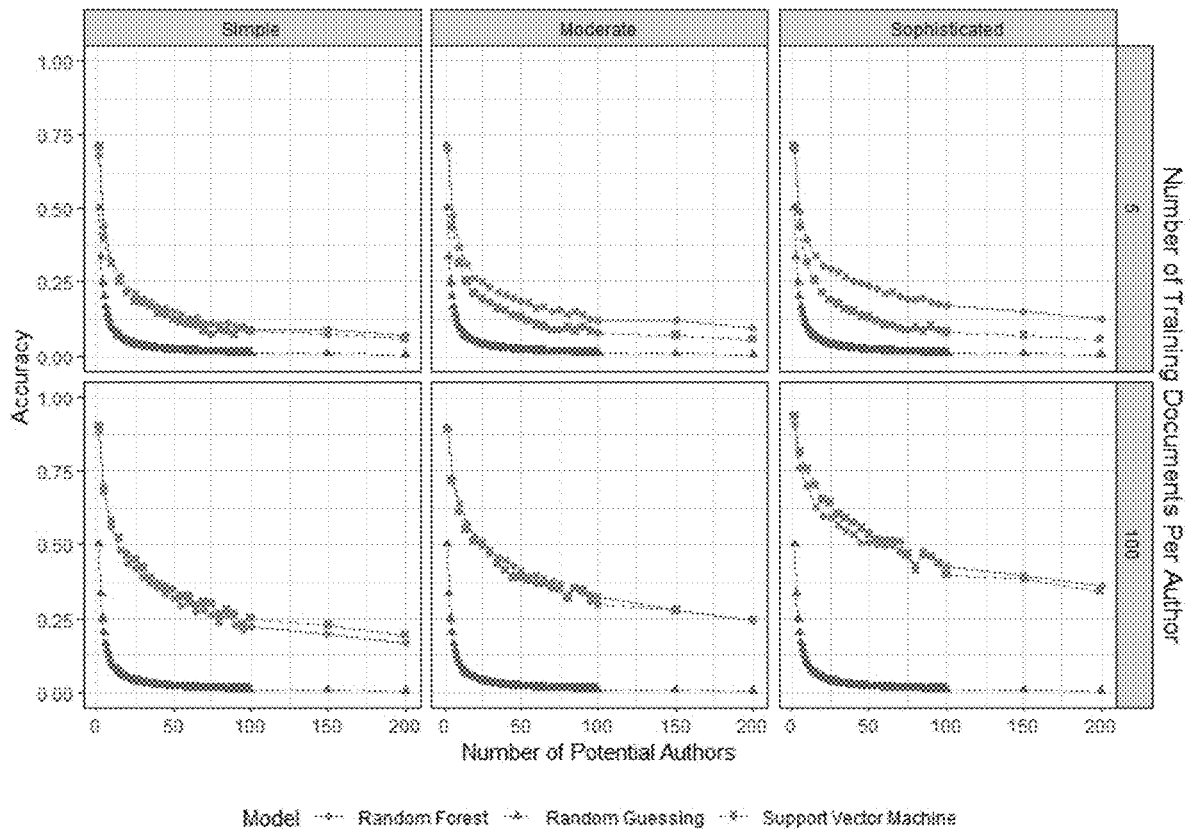 Simple Moderate Sophisticated
1.00
0.75
0.50
0.25
0.00
5
1.00
0.75
0.50
0.25
0.00
100
Accuracy
Number of Training Documents Per Author
0 50 100 150 200 0 50 100 150 200 0 50 100 150 200
Number of Potential Authors
Model Random Forest Random Guessing Support Vector Machine